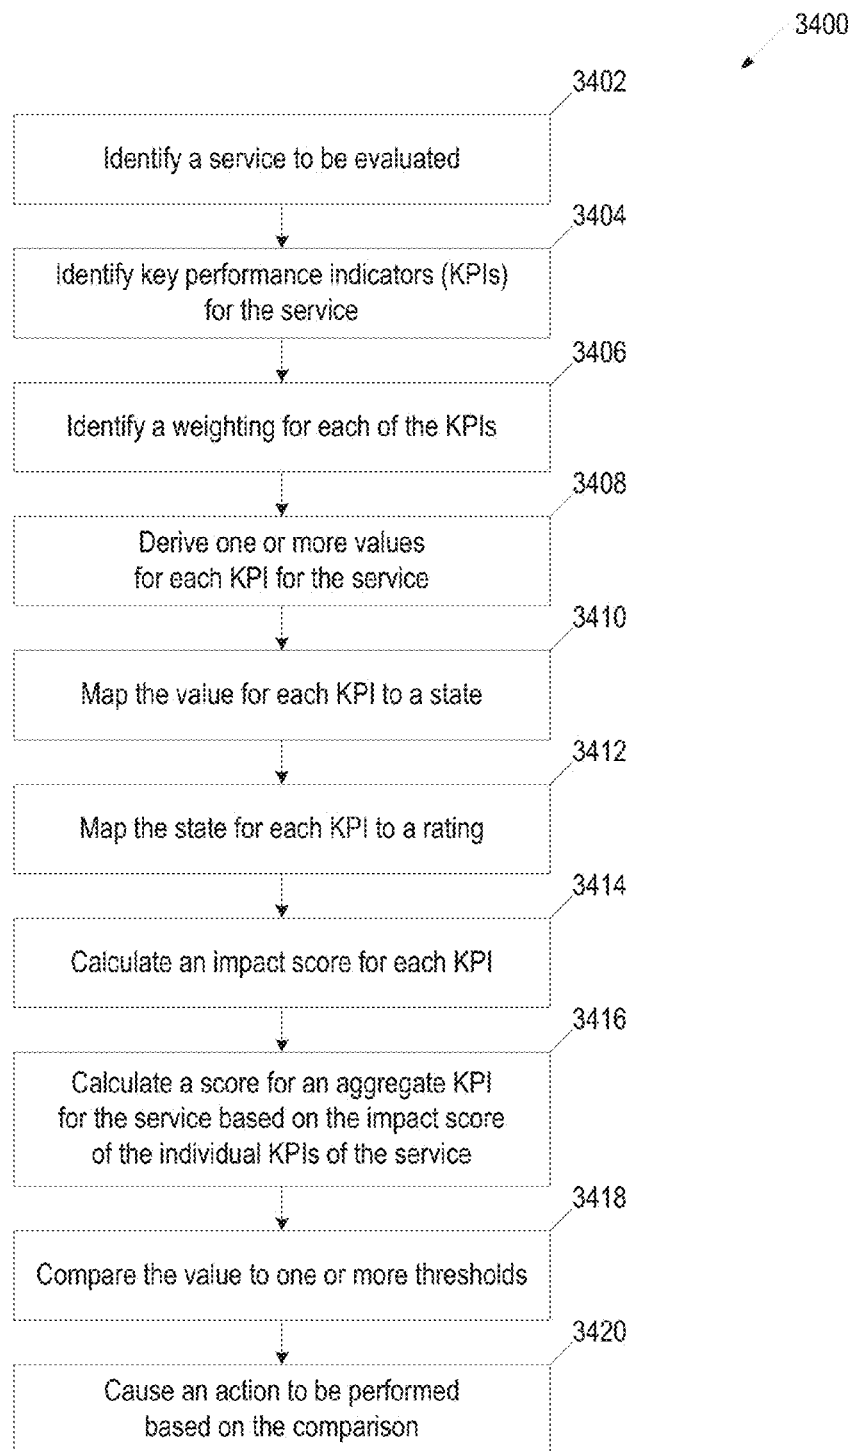 3400
3402
Identify a service to be evaluated
3404
Identify key performance indicators (KPIs)
for the service
3406
Identify a weighting for each of the KPIs
3408
Derive one or more values
for each KPI for the service
3410
Map the value for each KPI to a state
3412
Map the state for each KPI to a rating
3414
Calculate an impact score for each KPI
3416
Calculate a score for an aggregate KPI
for the service based on the impact score
of the individual KPIs of the service
3418
Compare the value to one or more thresholds
3420
Cause an action to be performed
based on the comparison